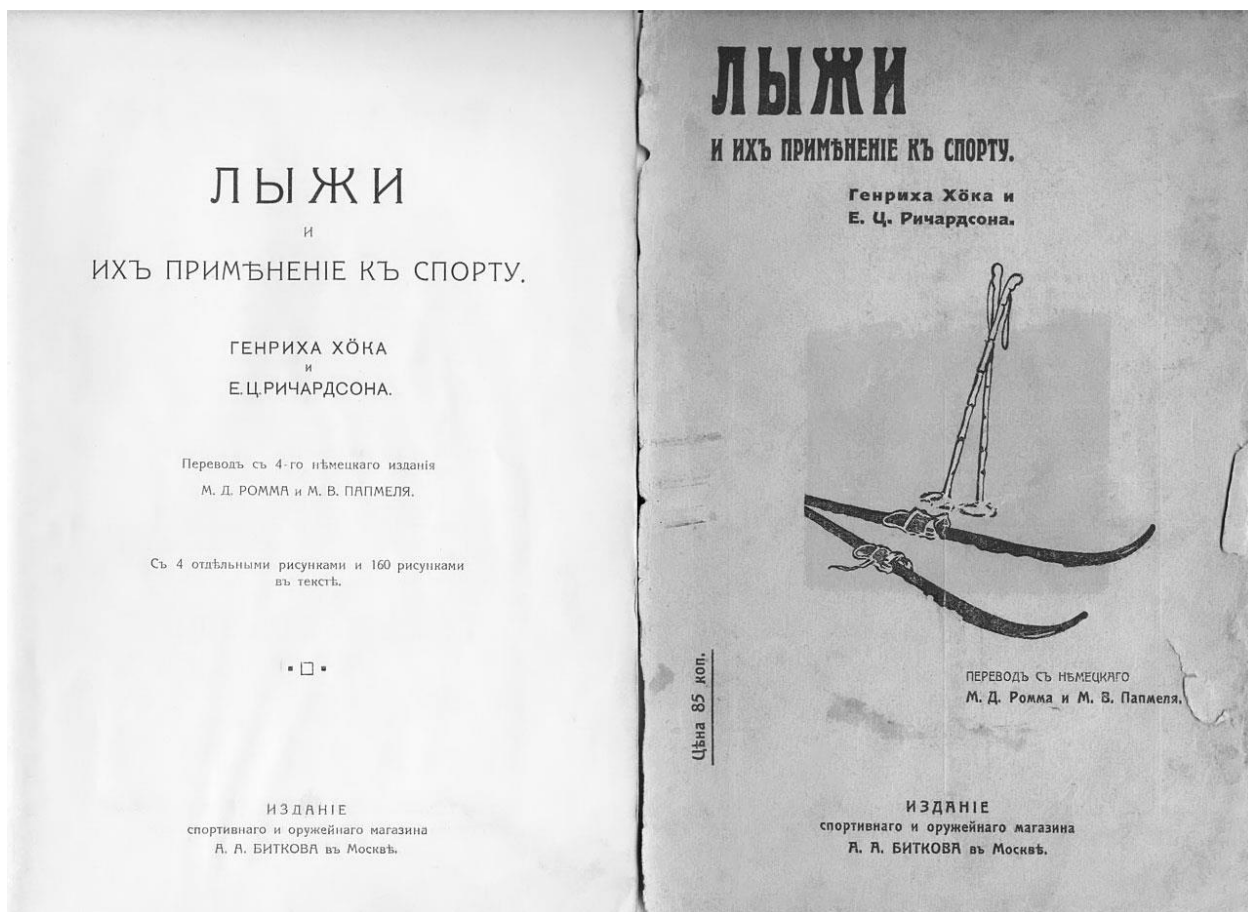 ЛЫЖИ
И
ИХЪ ПРИМѢНЕНІЕ КЪ СПОРТУ.
ГЕНРИХА ХӦКА
И
Е. Ц. РИЧАРДСОНА.
Переводъ съ 4-го нѣмецкаго изданія
М. Д. РОММА и М. В. ПАПМЕЛЯ.
Съ 4 отдѣльными рисунками и 160 рисунками
въ текстѣ.
ИЗДАНІЕ
спортивнаго и оружейнаго магазина
А. А. БИТКОВА въ Москвѣ.
ЛЫЖИ
И ИХЪ ПРИМѢНЕНІЕ КЪ СПОРТУ.
Генриха Хӧка и
Е. Ц. Ричардсона.
Цѣна 85 коп.
ПЕРЕВОДЪ СЪ НѢМЕЦКАГО
М. Д. Ромма и М. В. Папмеля.
ИЗДАНІЕ
спортивнаго и оружейнаго магазина
А. А. БИТКОВА въ Москвѣ.